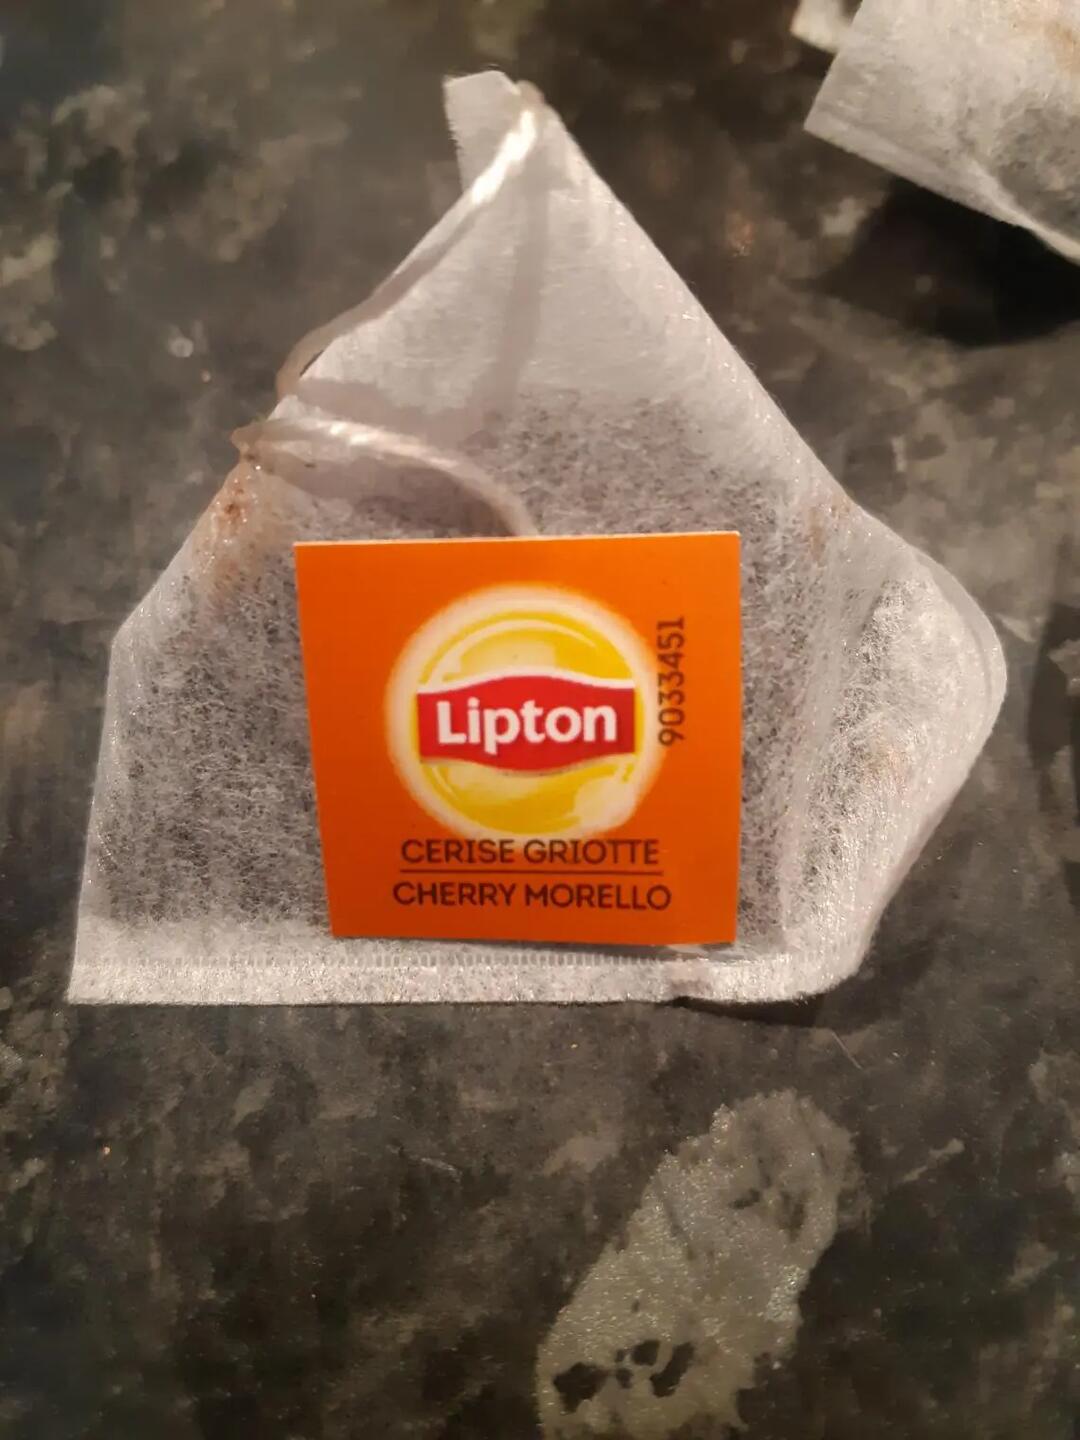 Lipton
9033451
CERISE GRIOTTE
CHERRY MORELLO